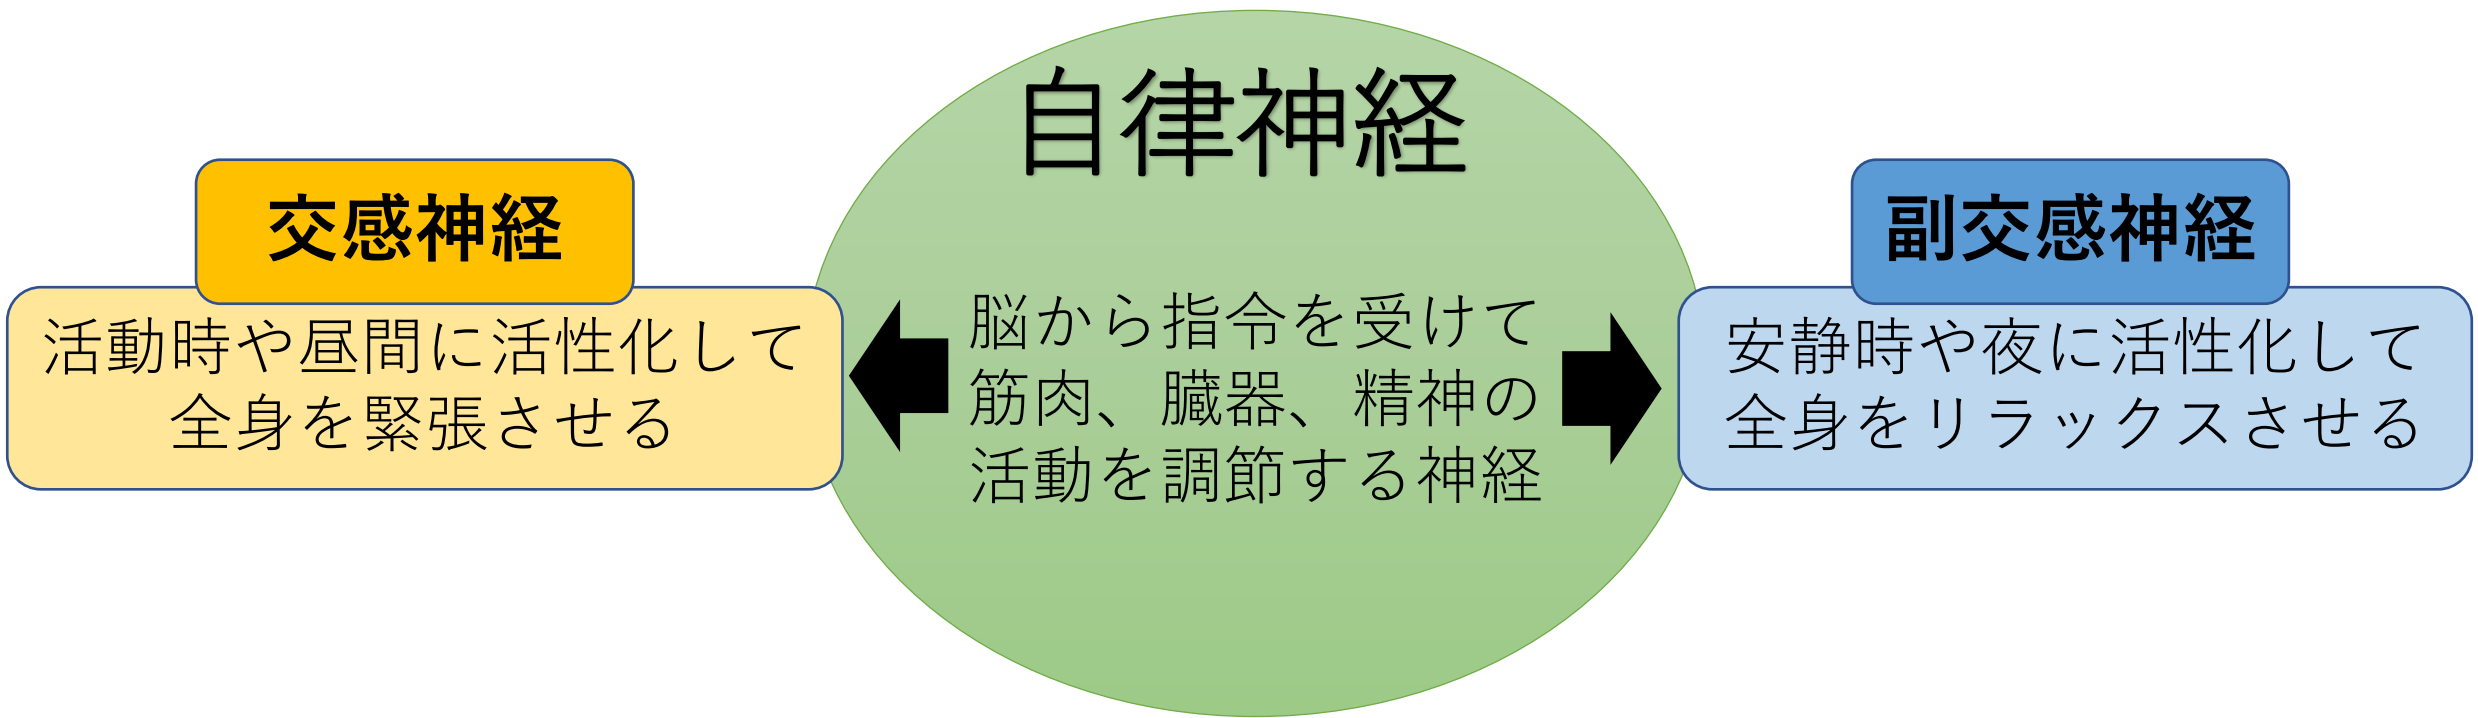 自律神経
交感神経
活動時や昼間に活性化して
全身を緊張させる
脳から指令を受けて
筋肉、臓器、精神の
活動を調節する神経
副交感神経
安静時や夜に活性化して
全身をリラックスさせる